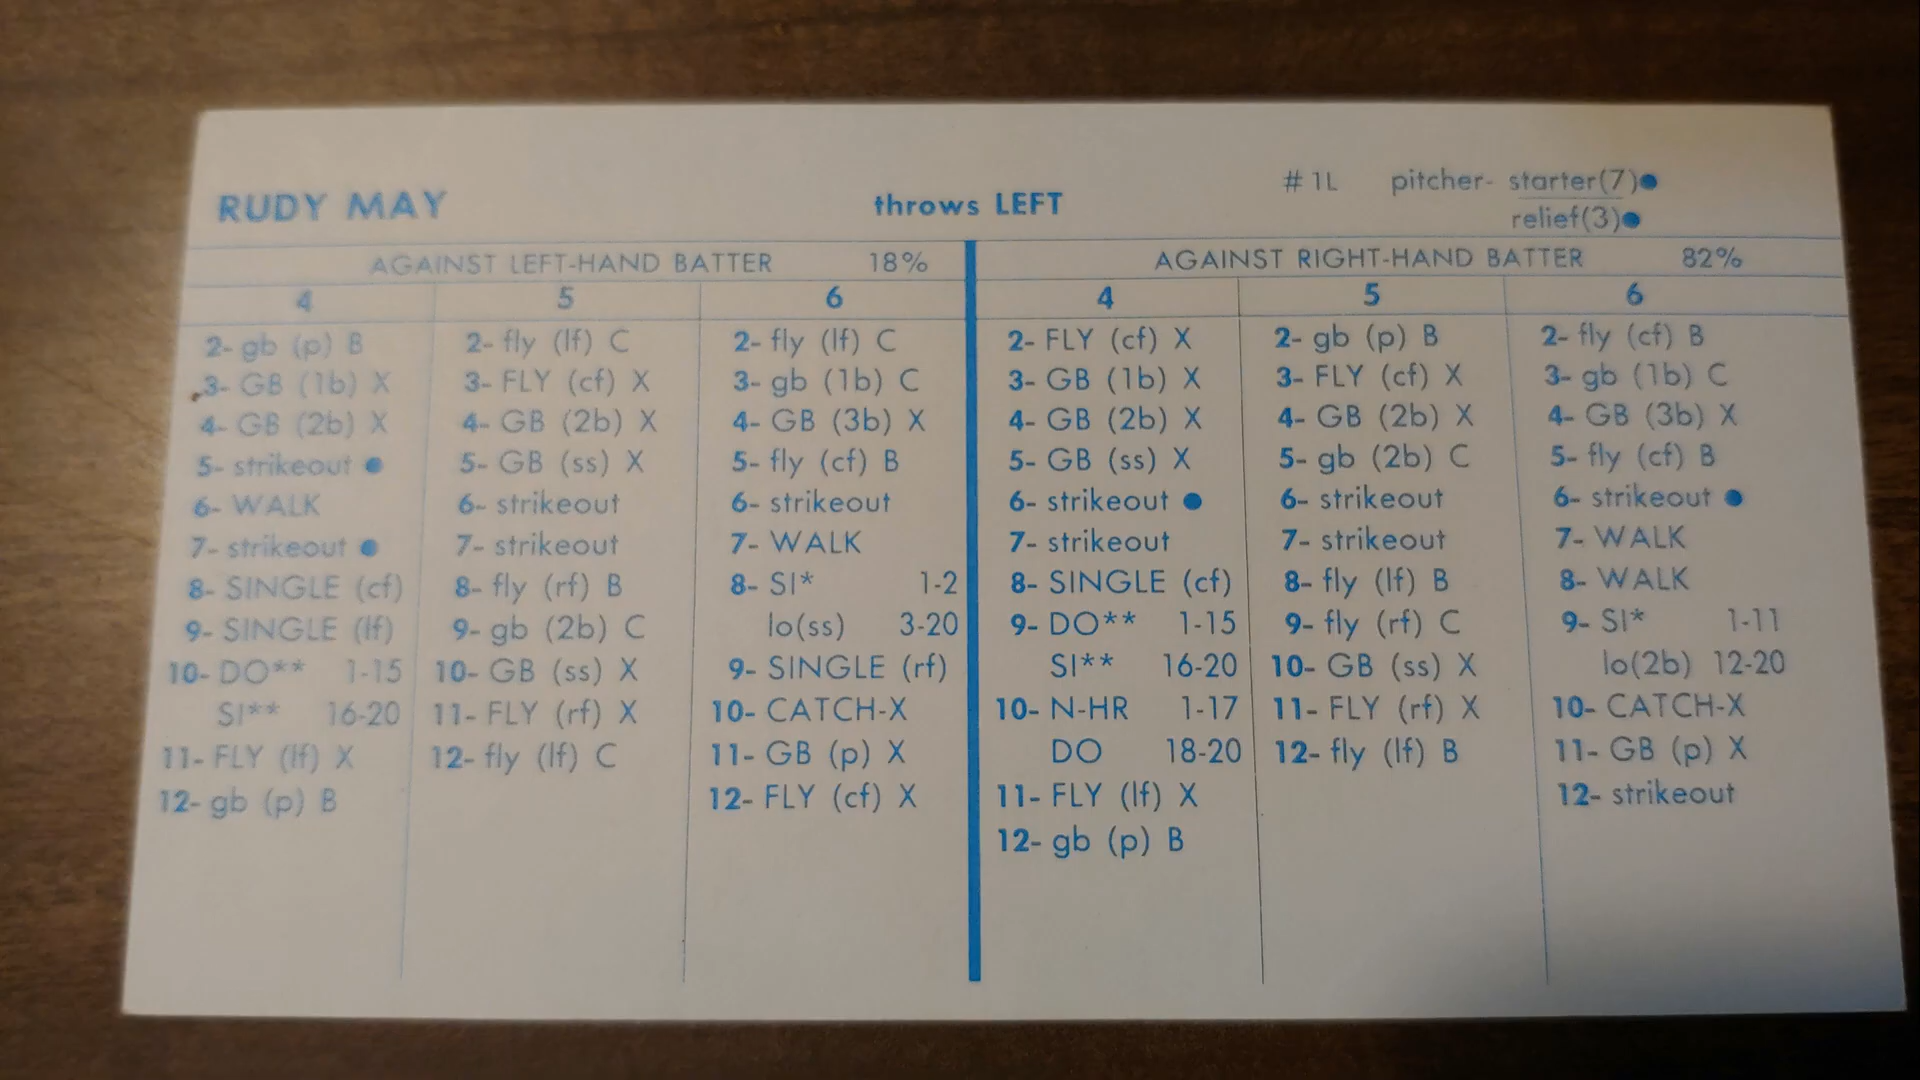 RUDY MAY throws LEFT #1L pitcher- starter(7)●
relief(3)●
AGAINST LEFT-HAND BATTER 18%
4
2- gb (p) B
3- GB (1b) X
4- GB (2b) X
5- strikeout ●
6- WALK
7- strikeout ●
8- SINGLE (cf)
9- SINGLE (lf)
10- DO** 1-15
SI** 16-20
11- FLY (lf) X
12- gb (p) B
5
2- fly (lf) C
3- FLY (cf) X
4- GB (2b) X
5- GB (ss) X
6- strikeout
7- strikeout
8- fly (rf) B
9- gb (2b) C
10- GB (ss) X
11- FLY (rf) X
12- fly (lf) C
6
2- fly (lf) C
3- gb (1b) C
4- GB (3b) X
5- fly (cf) B
6- strikeout
7- WALK
8- SI* 1-2
lo(ss) 3-20
9- SINGLE (rf)
10- CATCH-X
11- GB (p) X
12- FLY (cf) X
AGAINST RIGHT-HAND BATTER 82%
4
2- FLY (cf) X
3- GB (1b) X
4- GB (2b) X
5- GB (ss) X
6- strikeout ●
7- strikeout
8- SINGLE (cf)
9- DO** 1-15
SI** 16-20
10- N-HR 1-17
DO 18-20
11- FLY (lf) X
12- gb (p) B
5
2- gb (p) B
3- FLY (cf) X
4- GB (2b) X
5- gb (2b) C
6- strikeout
7- strikeout
8- fly (lf) B
9- fly (rf) C
10- GB (ss) X
11- FLY (rf) X
12- fly (lf) B
6
2- fly (cf) B
3- gb (1b) C
4- GB (3b) X
5- fly (cf) B
6- strikeout ●
7- WALK
8- WALK
9- SI* 1-11
lo(2b) 12-20
10- CATCH-X
11- GB (p) X
12- strikeout